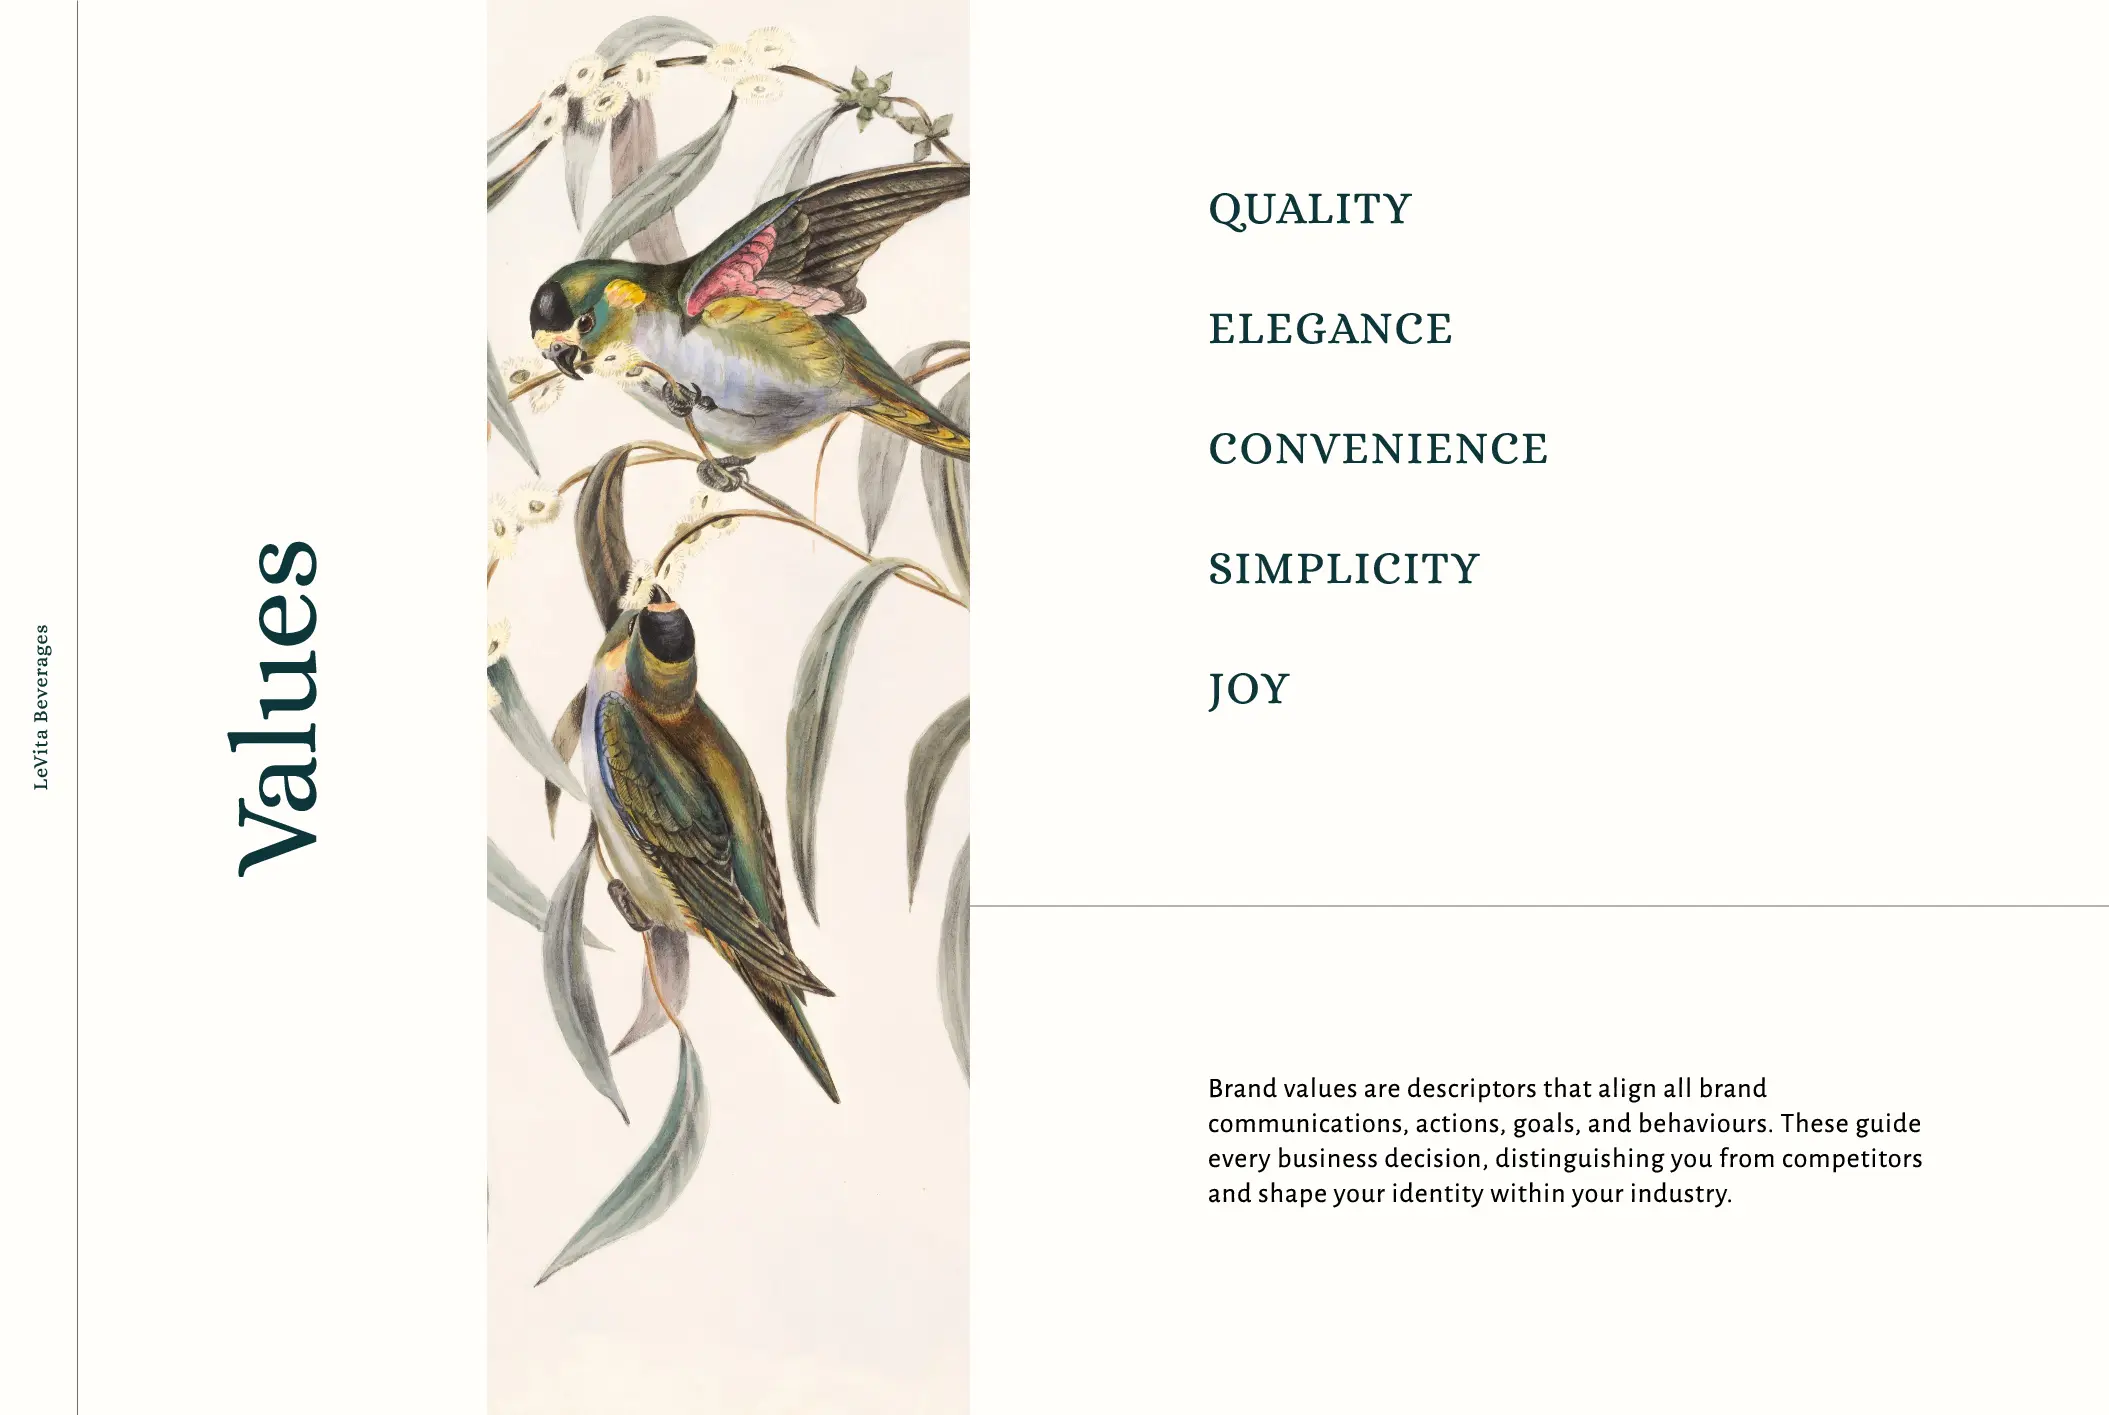 LeVita Beverages
Values
QUALITY
ELEGANCE
CONVENIENCE
SIMPLICITY
JOY
Brand values are descriptors that align all brand
communications, actions, goals, and behaviours. These guide
every business decision, distinguishing you from competitors
and shape your identity within your industry.